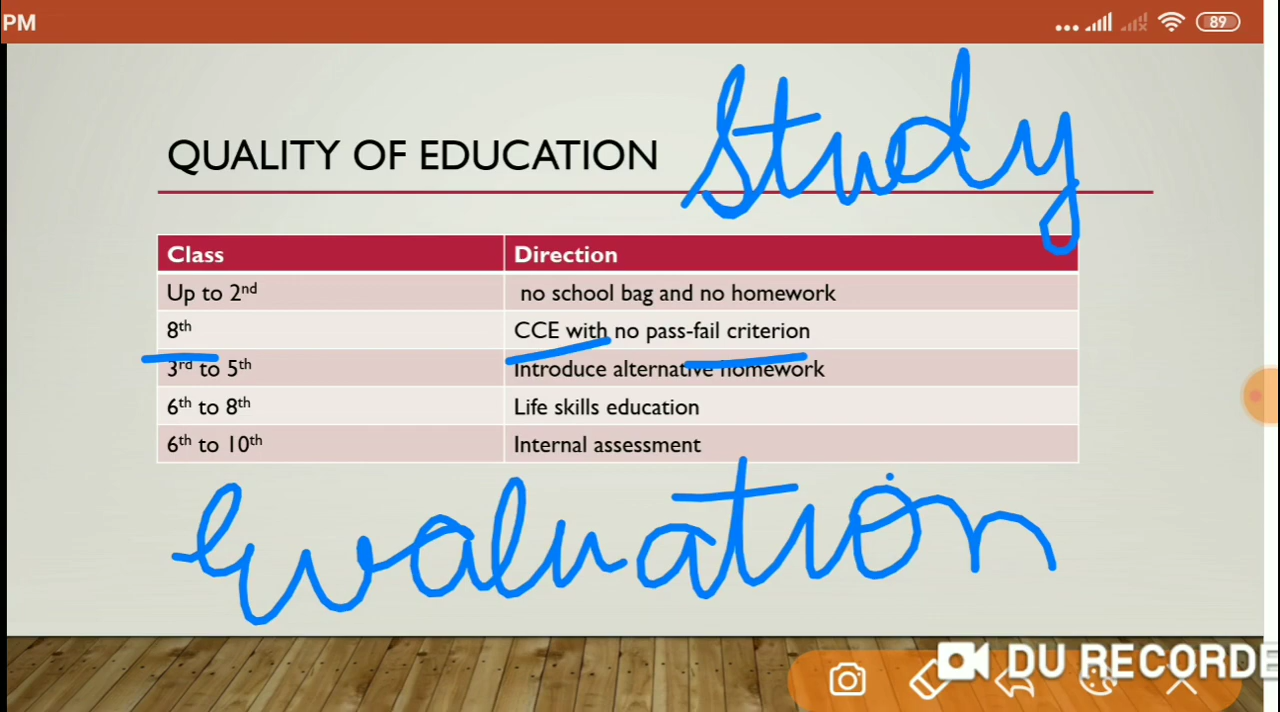 PM
89
QUALITY OF EDUCATION
Study
Class Direction
Up to 2nd no school bag and no homework
8th CCE with no pass-fail criterion
3rd to 5th Introduce alternative homework
6th to 8th Life skills education
6th to 10th Internal assessment
Evaluation
DU RECORDE